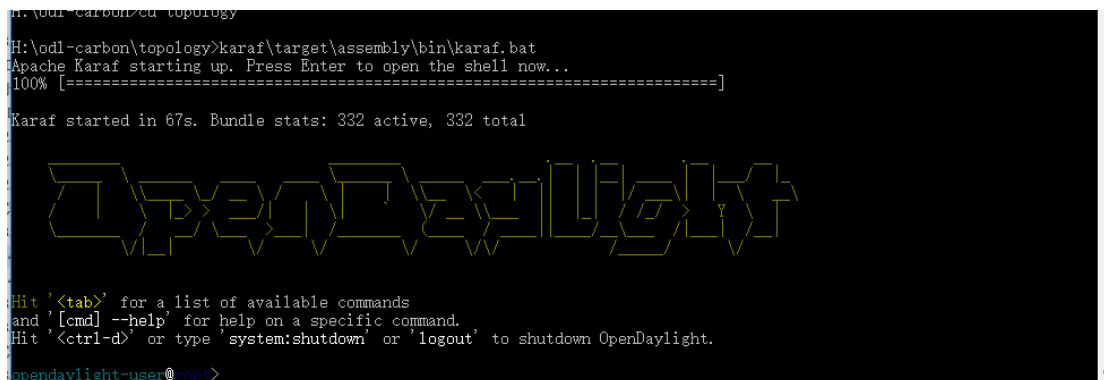 H:\odl-carbon>cd topology
H:\odl-carbon\topology>karaf\target\assembly\bin\karaf.bat
Apache Karaf starting up. Press Enter to open the shell now...
100% [========================================================================]
Karaf started in 67s. Bundle stats: 332 active, 332 total
OpenDaylight
Hit '<tab>' for a list of available commands
and '[cmd] --help' for help on a specific command.
Hit '<ctrl-d>' or type 'system:shutdown' or 'logout' to shutdown OpenDaylight.
opendaylight-user@root>